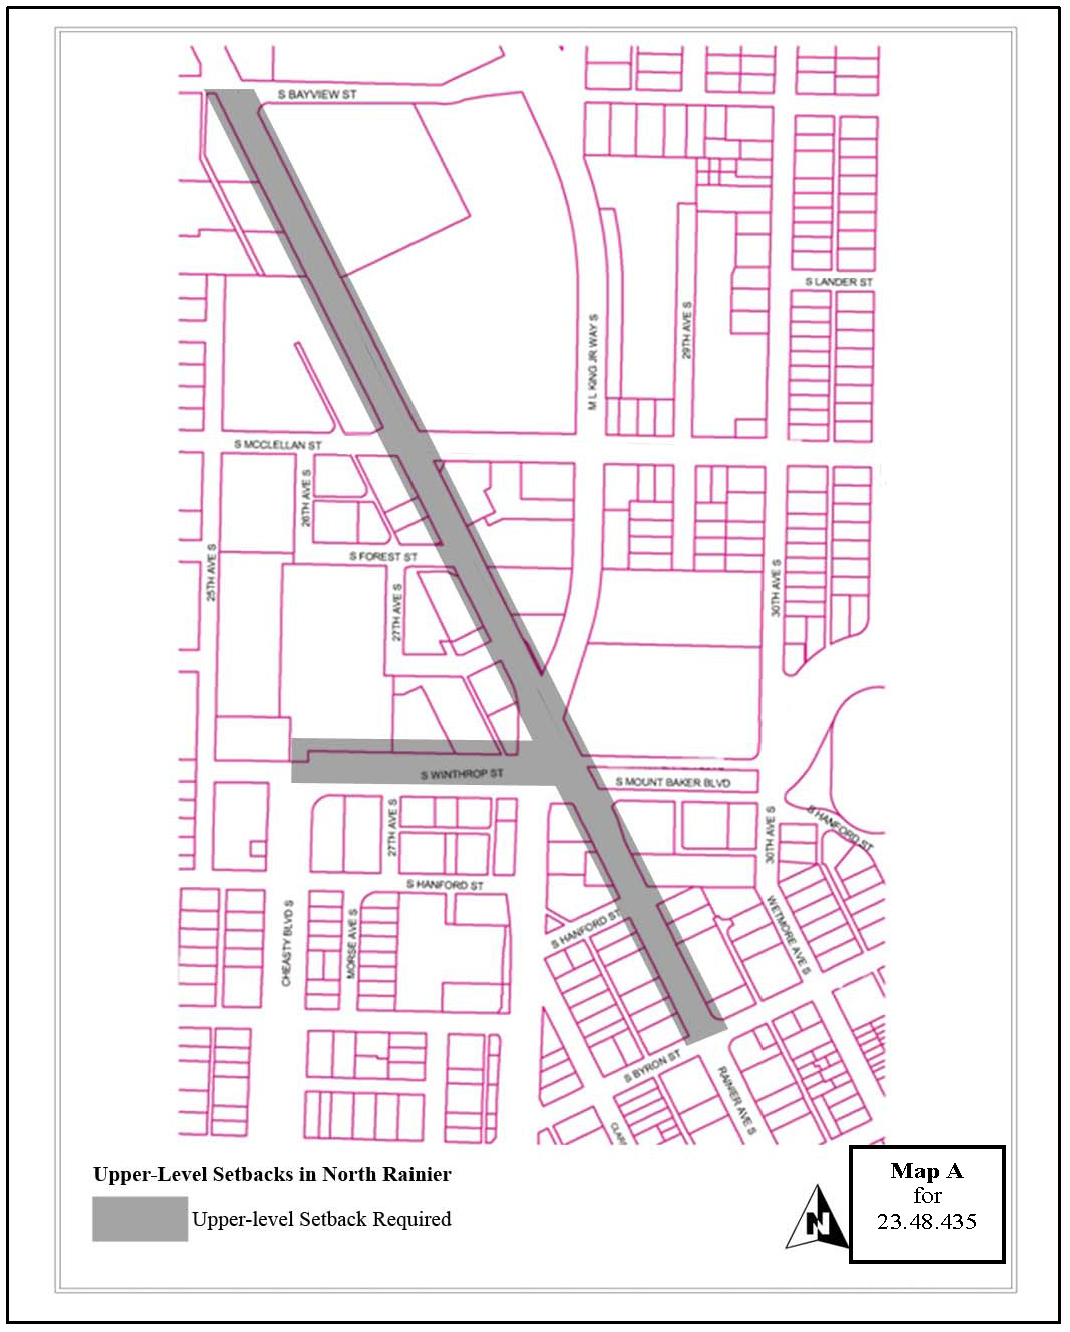 S BAYVIEW ST
S LANDER ST
M L KING JR WAY S
29TH AVE S
S MCCLELLAN ST
26TH AVE S
S FOREST ST
25TH AVE S
27TH AVE S
30TH AVE S
S WINTHROP ST
S MOUNT BAKER BLVD
27TH AVE S
30TH AVE S
S HANFORD ST
S HANFORD ST
CHEASTY BLVD S
MORSE AVE S
S HANFORD ST
WETMORE AVE S
S BYRON ST
RAINIER AVE S
Upper-Level Setbacks in North Rainier
Upper-level Setback Required
N
Map A
for
23.48.435